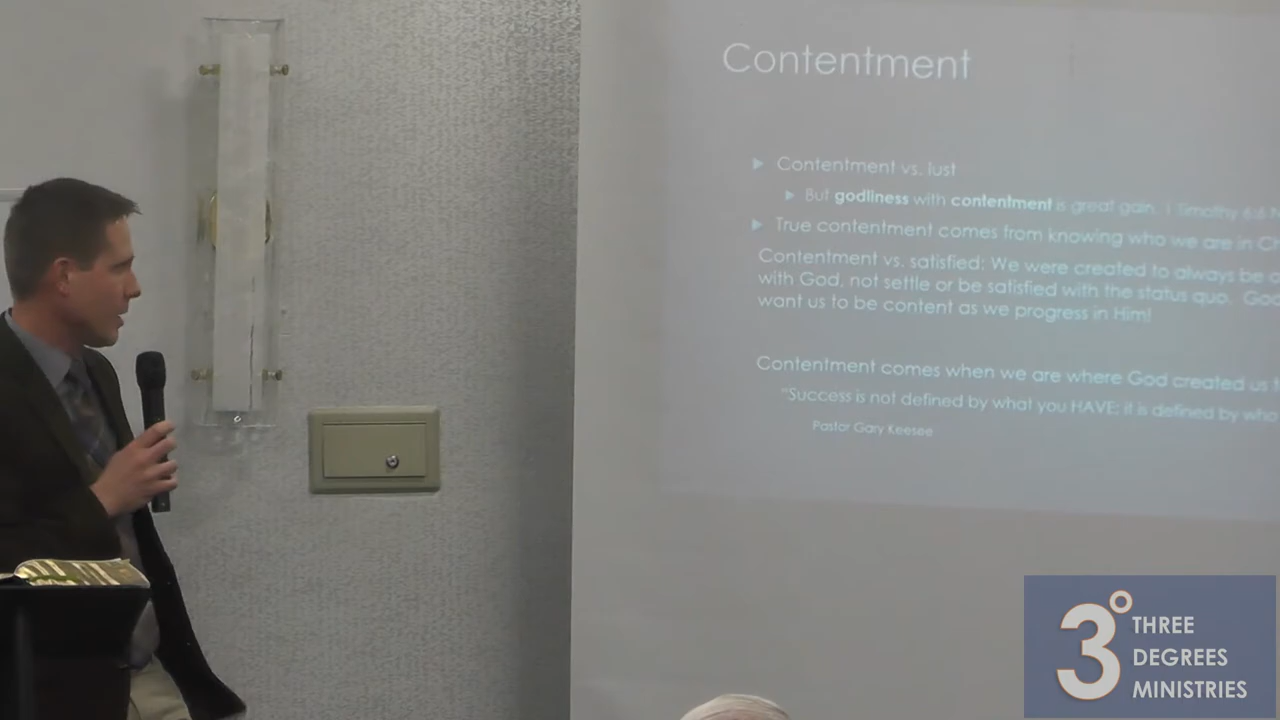 Contentment
Contentment vs. lust
But godliness with contentment is great gain. 1 Timothy 6:6
True contentment comes from knowing who we are in
Contentment vs. satisfied: We were created to always be
with God, not settle or be satisfied with the status quo.
want us to be content as we progress in Him!
Contentment comes when we are where God created us
"Success is not defined by what you HAVE; it is defined by who
Pastor Gary Keesee
3°
THREE
DEGREES
MINISTRIES